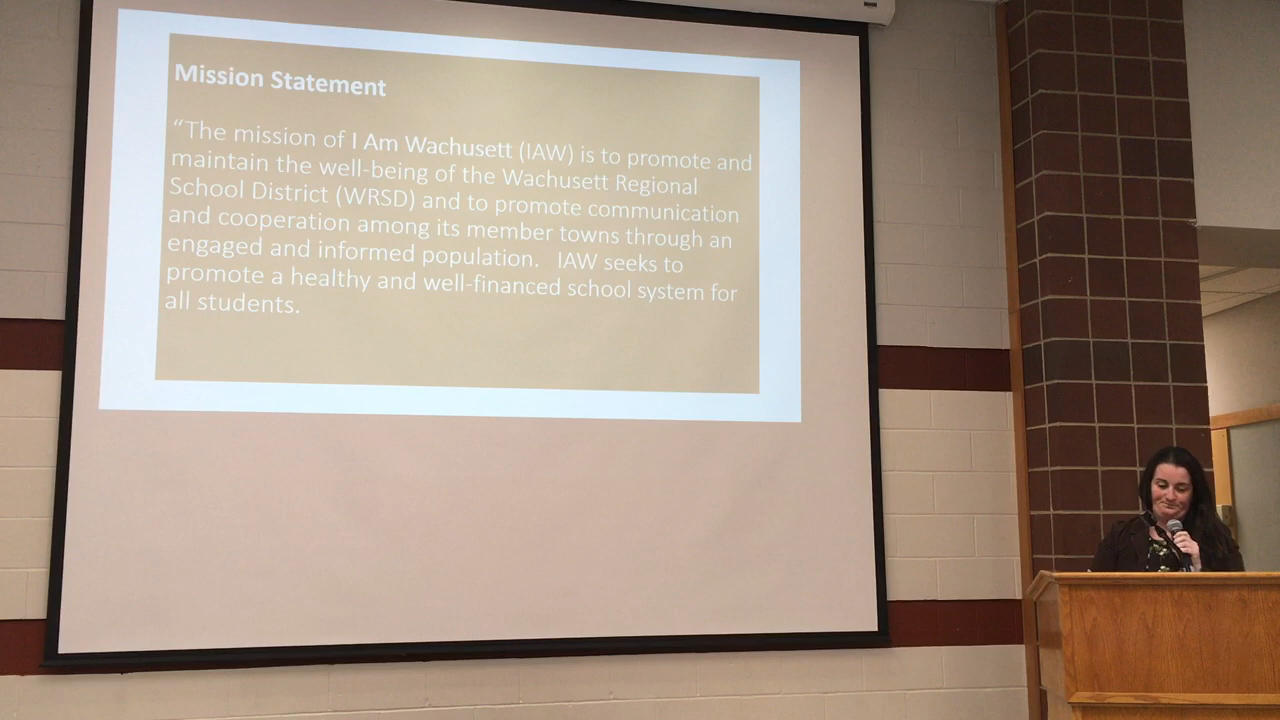 Mission Statement
“The mission of I Am Wachusett (IAW) is to promote and
maintain the well-being of the Wachusett Regional
School District (WRSD) and to promote communication
and cooperation among its member towns through an
engaged and informed population.   IAW seeks to
promote a healthy and well-financed school system for
all students.